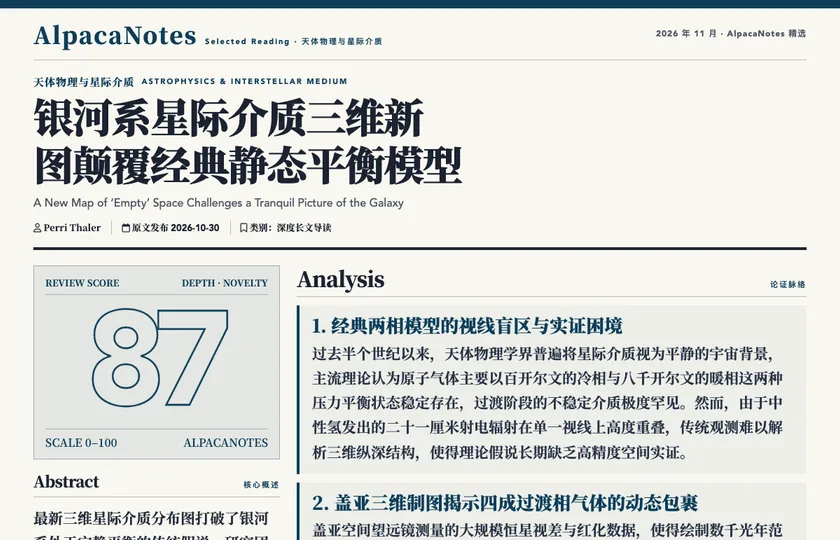 AlpacaNotes Selected Reading · 天体物理与星际介质
2026 年 11 月 · AlpacaNotes 精选
天体物理与星际介质 ASTROPHYSICS & INTERSTELLAR MEDIUM
银河系星际介质三维新
图颠覆经典静态平衡模型
A New Map of ‘Empty’ Space Challenges a Tranquil Picture of the Galaxy
Perri Thaler 原文发布 2026-10-30 类别：深度长文导读
REVIEW SCORE DEPTH · NOVELTY
87
SCALE 0–100 ALPACANOTES
Abstract 核心概述
最新三维星际介质分布图打破了银河
Analysis 论证脉络
1. 经典两相模型的视线盲区与实证困境
过去半个世纪以来，天体物理学界普遍将星际介质视为平静的宇宙背景，
主流理论认为原子气体主要以百开尔文的冷相与八千开尔文的暖相这两种
压力平衡状态稳定存在，过渡阶段的不稳定介质极度罕见。然而，由于中
性氢发出的二十一厘米射电辐射在单一视线上高度重叠，传统观测难以解
析三维纵深结构，使得理论假说长期缺乏高精度空间实证。
2. 盖亚三维制图揭示四成过渡相气体的动态包裹
盖亚空间望远镜测量的大规模恒星视差与红化数据，使得绘制数千光年范